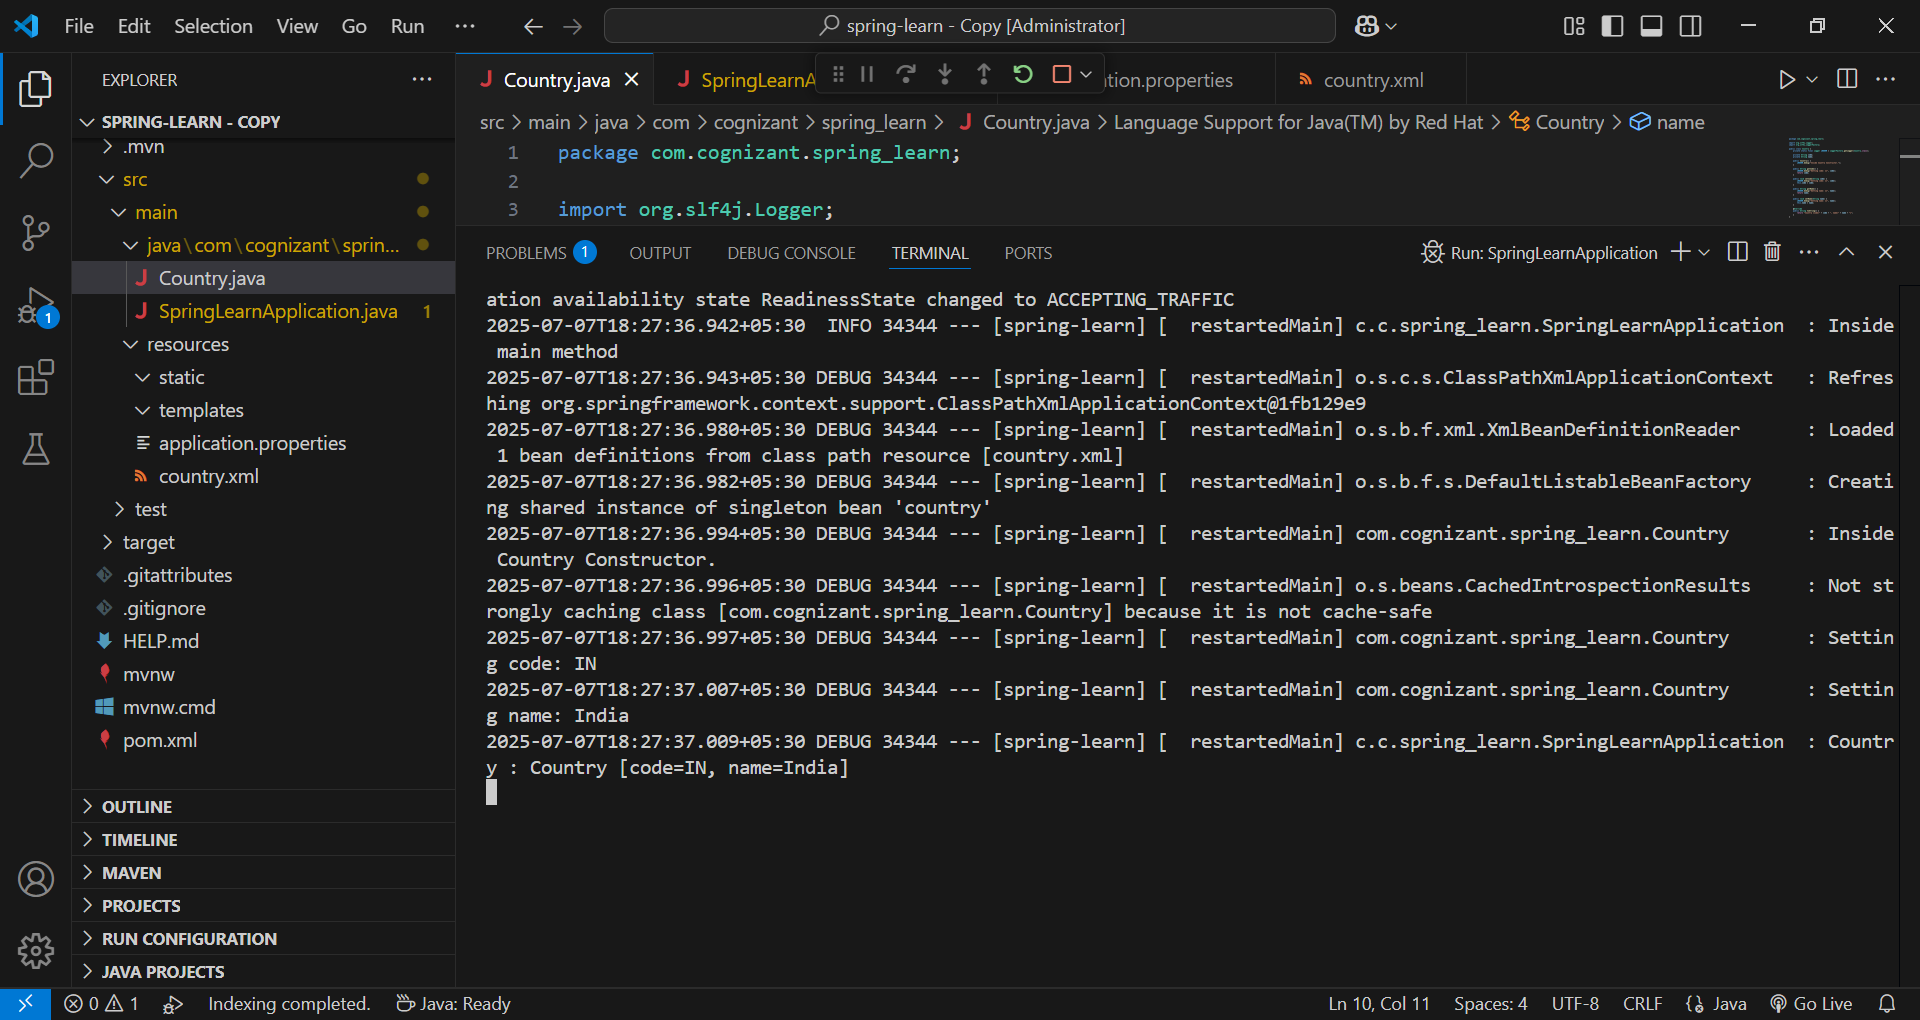 File Edit Selection View Go Run ··· spring-learn - Copy [Administrator]
EXPLORER ···
SPRING-LEARN - COPY
.mvn
src
main
java\com\cognizant\sprin...
Country.java
SpringLearnApplication.java 1
resources
static
templates
application.properties
country.xml
test
target
.gitattributes
.gitignore
HELP.md
mvnw
mvnw.cmd
pom.xml
OUTLINE
TIMELINE
MAVEN
PROJECTS
RUN CONFIGURATION
JAVA PROJECTS
1
Country.java SpringLearnA tion.properties country.xml
src > main > java > com > cognizant > spring_learn > Country.java > Language Support for Java(TM) by Red Hat > Country > name
1 package com.cognizant.spring_learn;
2
3 import org.slf4j.Logger;
PROBLEMS 1 OUTPUT DEBUG CONSOLE TERMINAL PORTS Run: SpringLearnApplication
ation availability state ReadinessState changed to ACCEPTING_TRAFFIC
2025-07-07T18:27:36.942+05:30  INFO 34344 --- [spring-learn] [  restartedMain] c.c.spring_learn.SpringLearnApplication  : Inside
 main method
2025-07-07T18:27:36.943+05:30 DEBUG 34344 --- [spring-learn] [  restartedMain] o.s.c.s.ClassPathXmlApplicationContext   : Refres
hing org.springframework.context.support.ClassPathXmlApplicationContext@1fb129e9
2025-07-07T18:27:36.980+05:30 DEBUG 34344 --- [spring-learn] [  restartedMain] o.s.b.f.xml.XmlBeanDefinitionReader      : Loaded
 1 bean definitions from class path resource [country.xml]
2025-07-07T18:27:36.982+05:30 DEBUG 34344 --- [spring-learn] [  restartedMain] o.s.b.f.s.DefaultListableBeanFactory     : Creati
ng shared instance of singleton bean 'country'
2025-07-07T18:27:36.994+05:30 DEBUG 34344 --- [spring-learn] [  restartedMain] com.cognizant.spring_learn.Country       : Inside
 Country Constructor.
2025-07-07T18:27:36.996+05:30 DEBUG 34344 --- [spring-learn] [  restartedMain] o.s.beans.CachedIntrospectionResults     : Not st
rongly caching class [com.cognizant.spring_learn.Country] because it is not cache-safe
2025-07-07T18:27:36.997+05:30 DEBUG 34344 --- [spring-learn] [  restartedMain] com.cognizant.spring_learn.Country       : Settin
g code: IN
2025-07-07T18:27:37.007+05:30 DEBUG 34344 --- [spring-learn] [  restartedMain] com.cognizant.spring_learn.Country       : Settin
g name: India
2025-07-07T18:27:37.009+05:30 DEBUG 34344 --- [spring-learn] [  restartedMain] c.c.spring_learn.SpringLearnApplication  : Countr
y : Country [code=IN, name=India]
0 1 Indexing completed. Java: Ready Ln 10, Col 11 Spaces: 4 UTF-8 CRLF Java Go Live